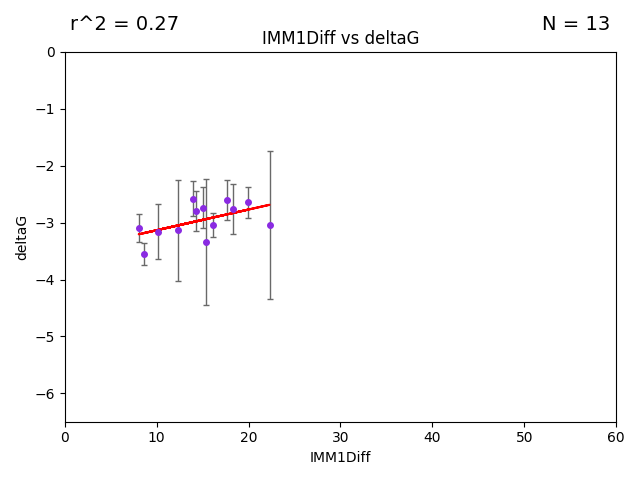 r^2 = 0.27
N = 13
IMM1Diff vs deltaG
0
−1
−2
−3
−4
−5
−6
deltaG
0 10 20 30 40 50 60
IMM1Diff